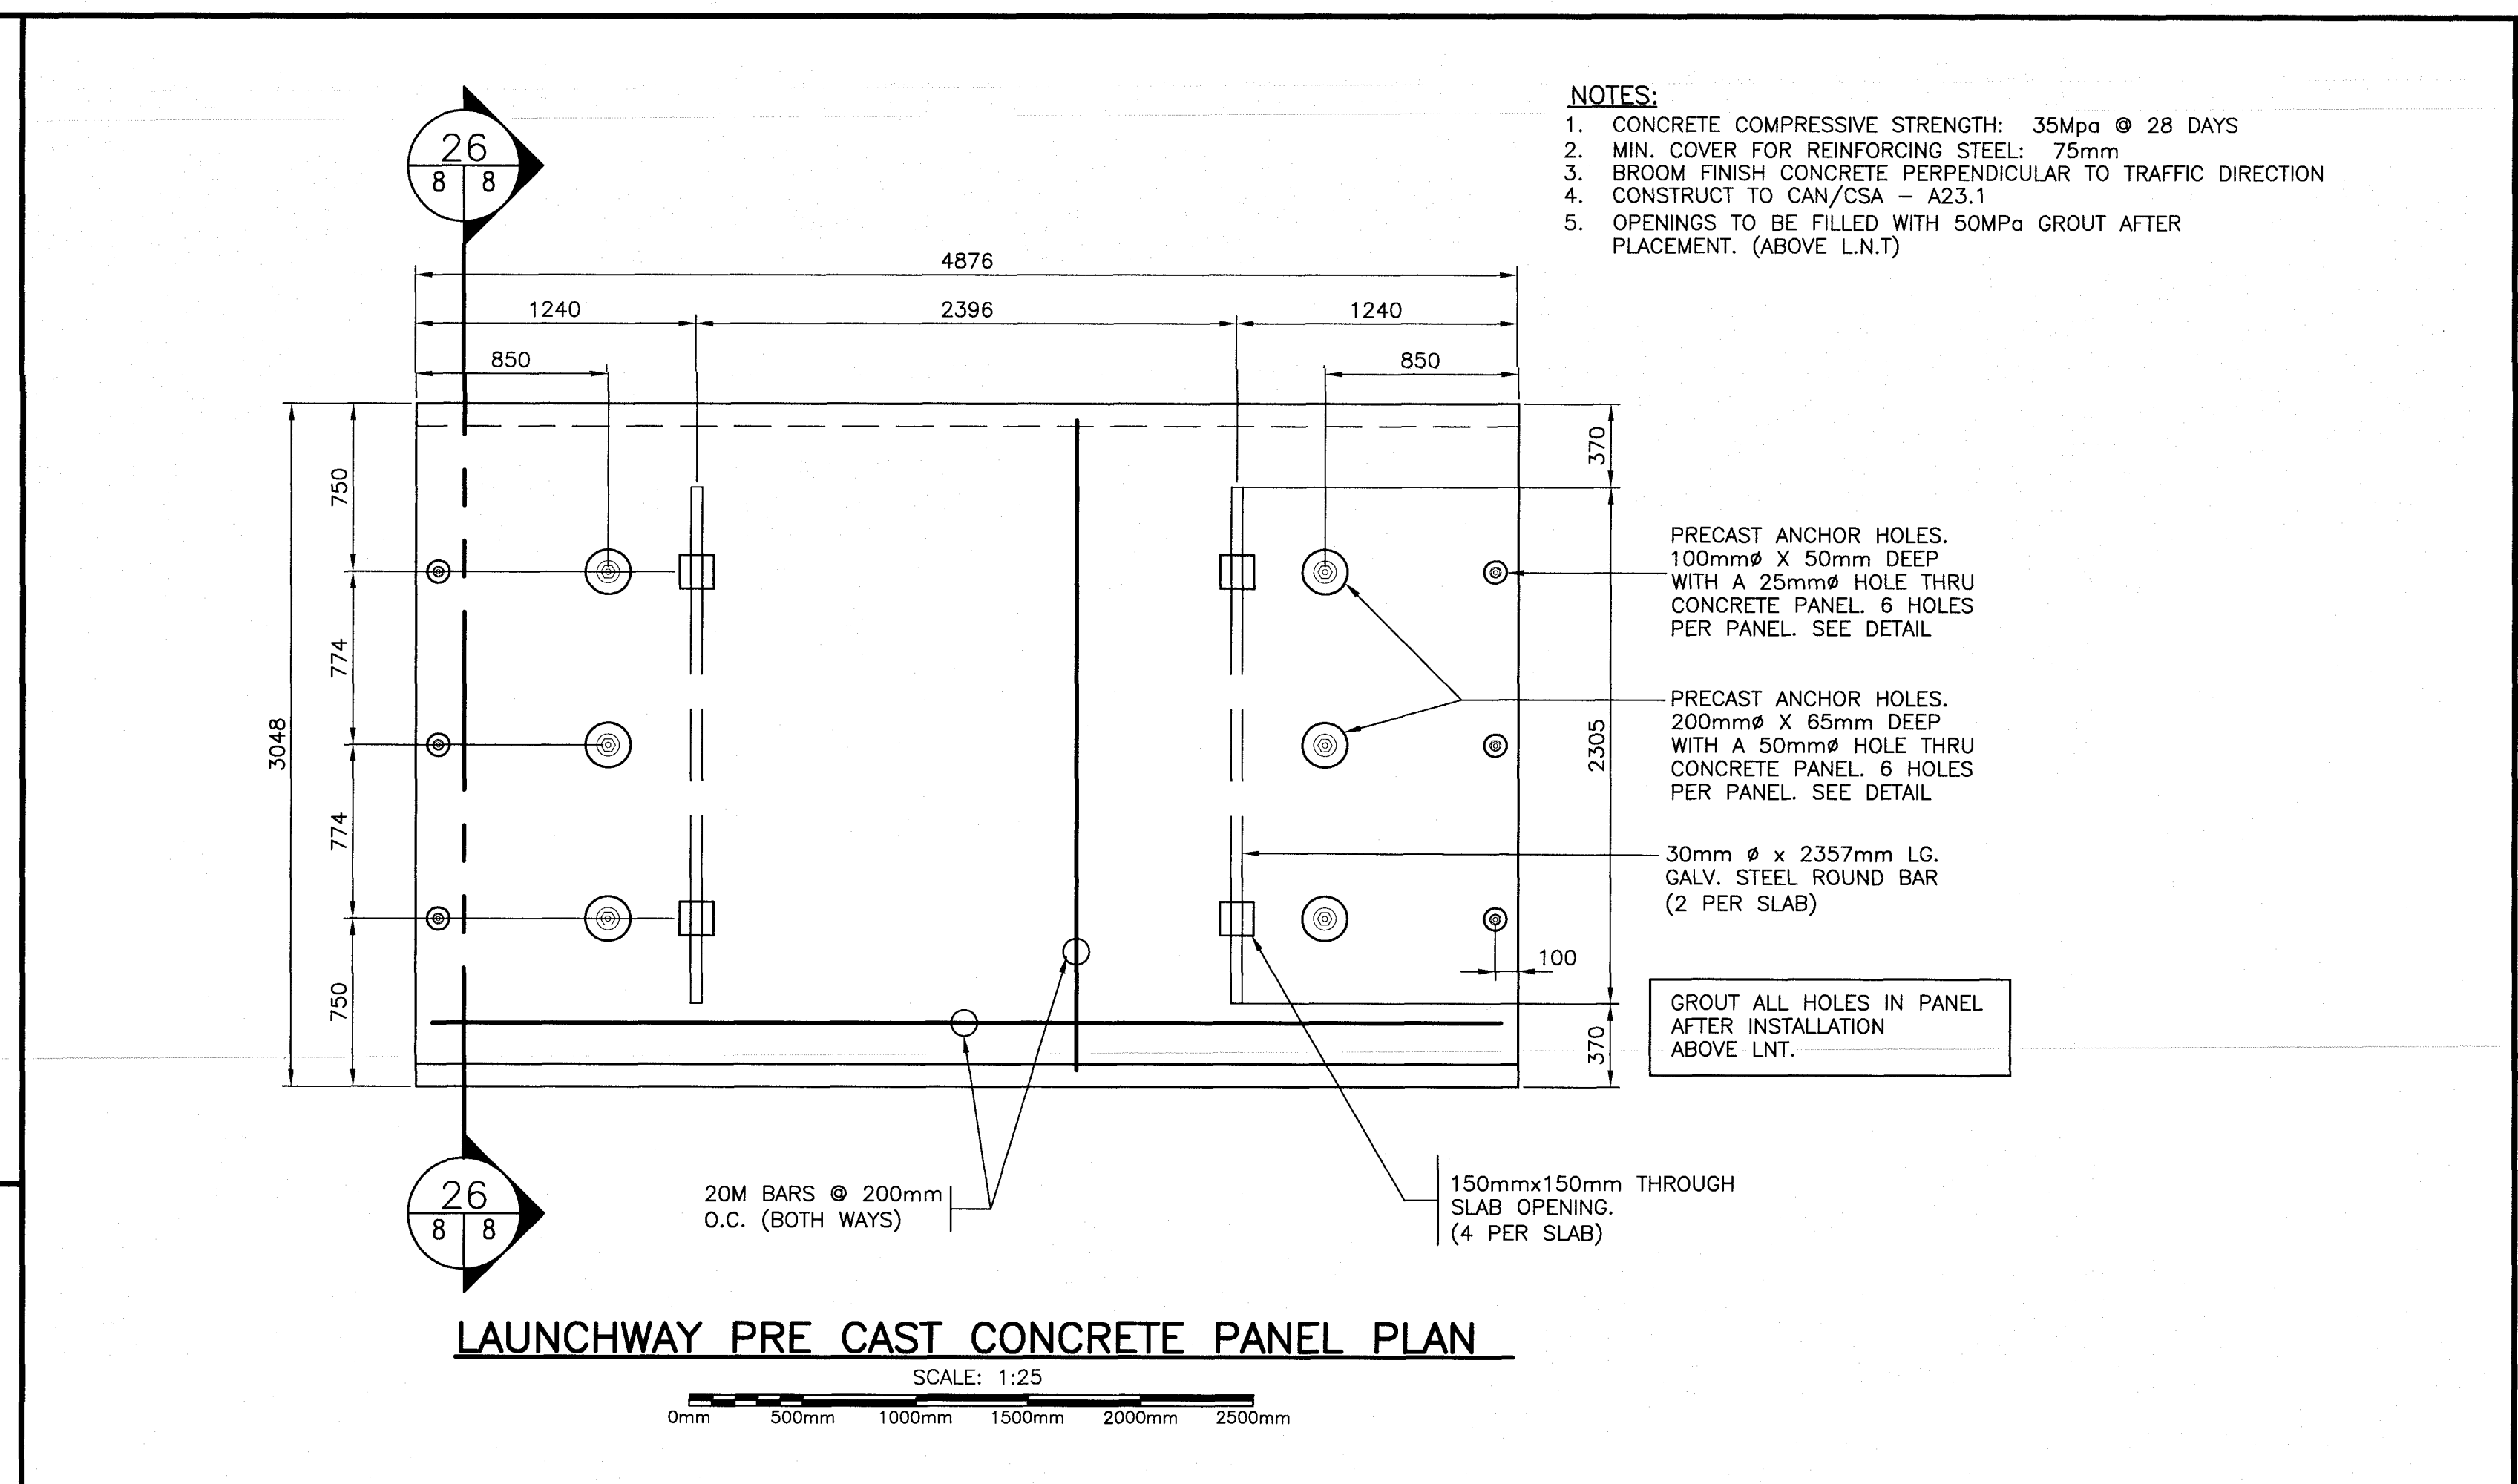 NOTES:
1. CONCRETE COMPRESSIVE STRENGTH: 35Mpa @ 28 DAYS
2. MIN. COVER FOR REINFORCING STEEL: 75mm
3. BROOM FINISH CONCRETE PERPENDICULAR TO TRAFFIC DIRECTION
4. CONSTRUCT TO CAN/CSA – A23.1
5. OPENINGS TO BE FILLED WITH 50MPa GROUT AFTER
PLACEMENT. (ABOVE L.N.T)
26
8 8
4876
1240 2396 1240
850 850
750
774
774
750
3048
370
2305
370
100
PRECAST ANCHOR HOLES.
100mmø X 50mm DEEP
WITH A 25mmø HOLE THRU
CONCRETE PANEL. 6 HOLES
PER PANEL. SEE DETAIL
PRECAST ANCHOR HOLES.
200mmø X 65mm DEEP
WITH A 50mmø HOLE THRU
CONCRETE PANEL. 6 HOLES
PER PANEL. SEE DETAIL
30mm ø x 2357mm LG.
GALV. STEEL ROUND BAR
(2 PER SLAB)
GROUT ALL HOLES IN PANEL
AFTER INSTALLATION
ABOVE LNT.
26
8 8
20M BARS @ 200mm
O.C. (BOTH WAYS)
150mmx150mm THROUGH
SLAB OPENING.
(4 PER SLAB)
LAUNCHWAY PRE CAST CONCRETE PANEL PLAN
SCALE: 1:25
0mm 500mm 1000mm 1500mm 2000mm 2500mm